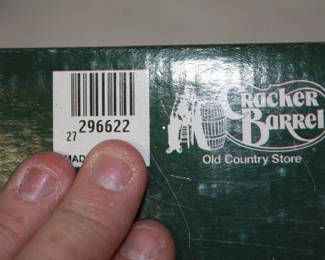 27 296622
MAD
Cracker
Barrel
Old Country Store